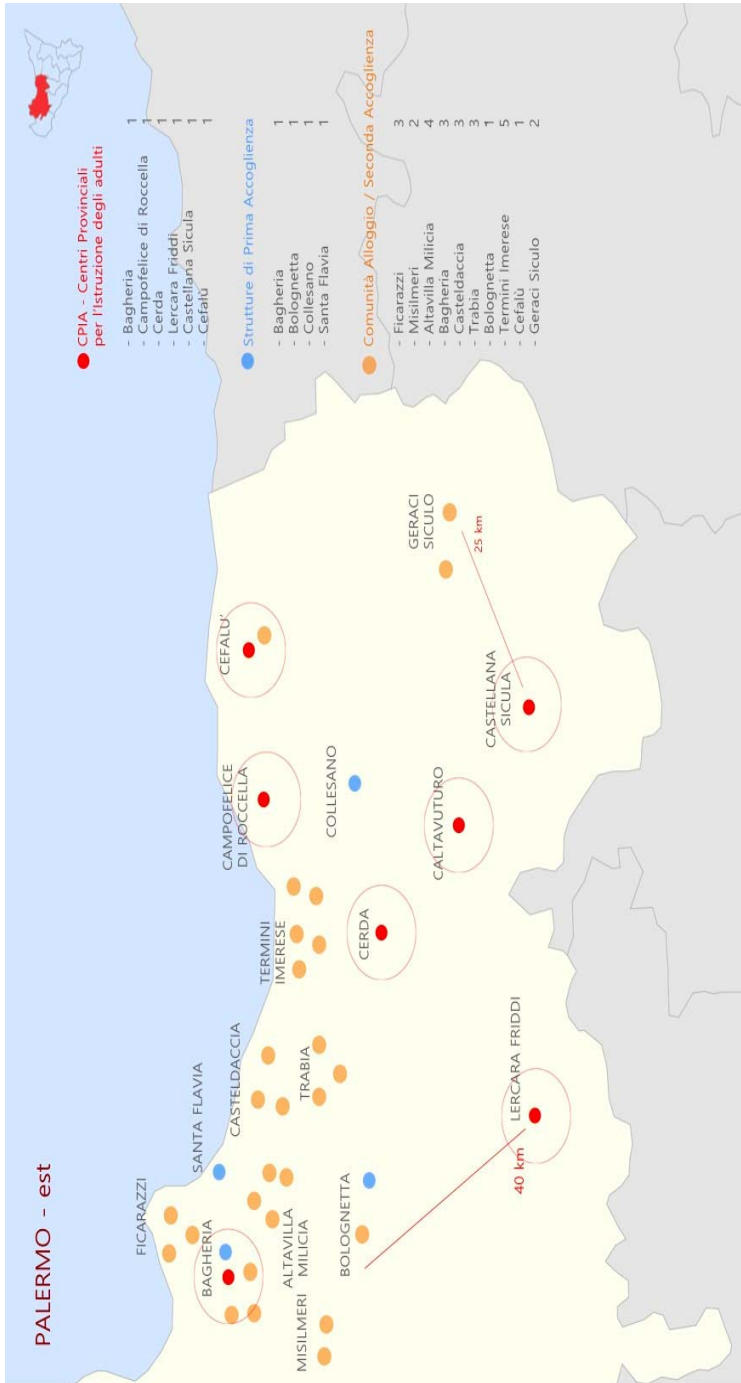 PALERMO - est
CPIA - Centri Provinciali
per l'Istruzione degli adulti
- Bagheria 1
- Campofelice di Roccella 1
- Cerda 1
- Lercara Friddi 1
- Castellana Sicula 1
- Cefalù 1
Strutture di Prima Accoglienza
- Bagheria 1
- Bolognetta 1
- Collesano 1
- Santa Flavia 1
Comunità Alloggio / Seconda Accoglienza
- Ficarazzi 3
- Misilmeri 2
- Altavilla Milicia 4
- Bagheria 3
- Casteldaccia 3
- Trabia 3
- Bolognetta 1
- Termini Imerese 5
- Cefalù 1
- Geraci Siculo 2
FICARAZZI
SANTA FLAVIA
BAGHERIA
CASTELDACCIA
ALTAVILLA
MILICIA
MISILMERI
TRABIA
BOLOGNETTA
TERMINI
IMERESE
CAMPOFELICE
DI ROCCELLA
CEFALU'
COLLESANO
CERDA
CALTAVUTURO
GERACI
SICULO
25 km
CASTELLANA
SICULA
LERCARA FRIDDI
40 km